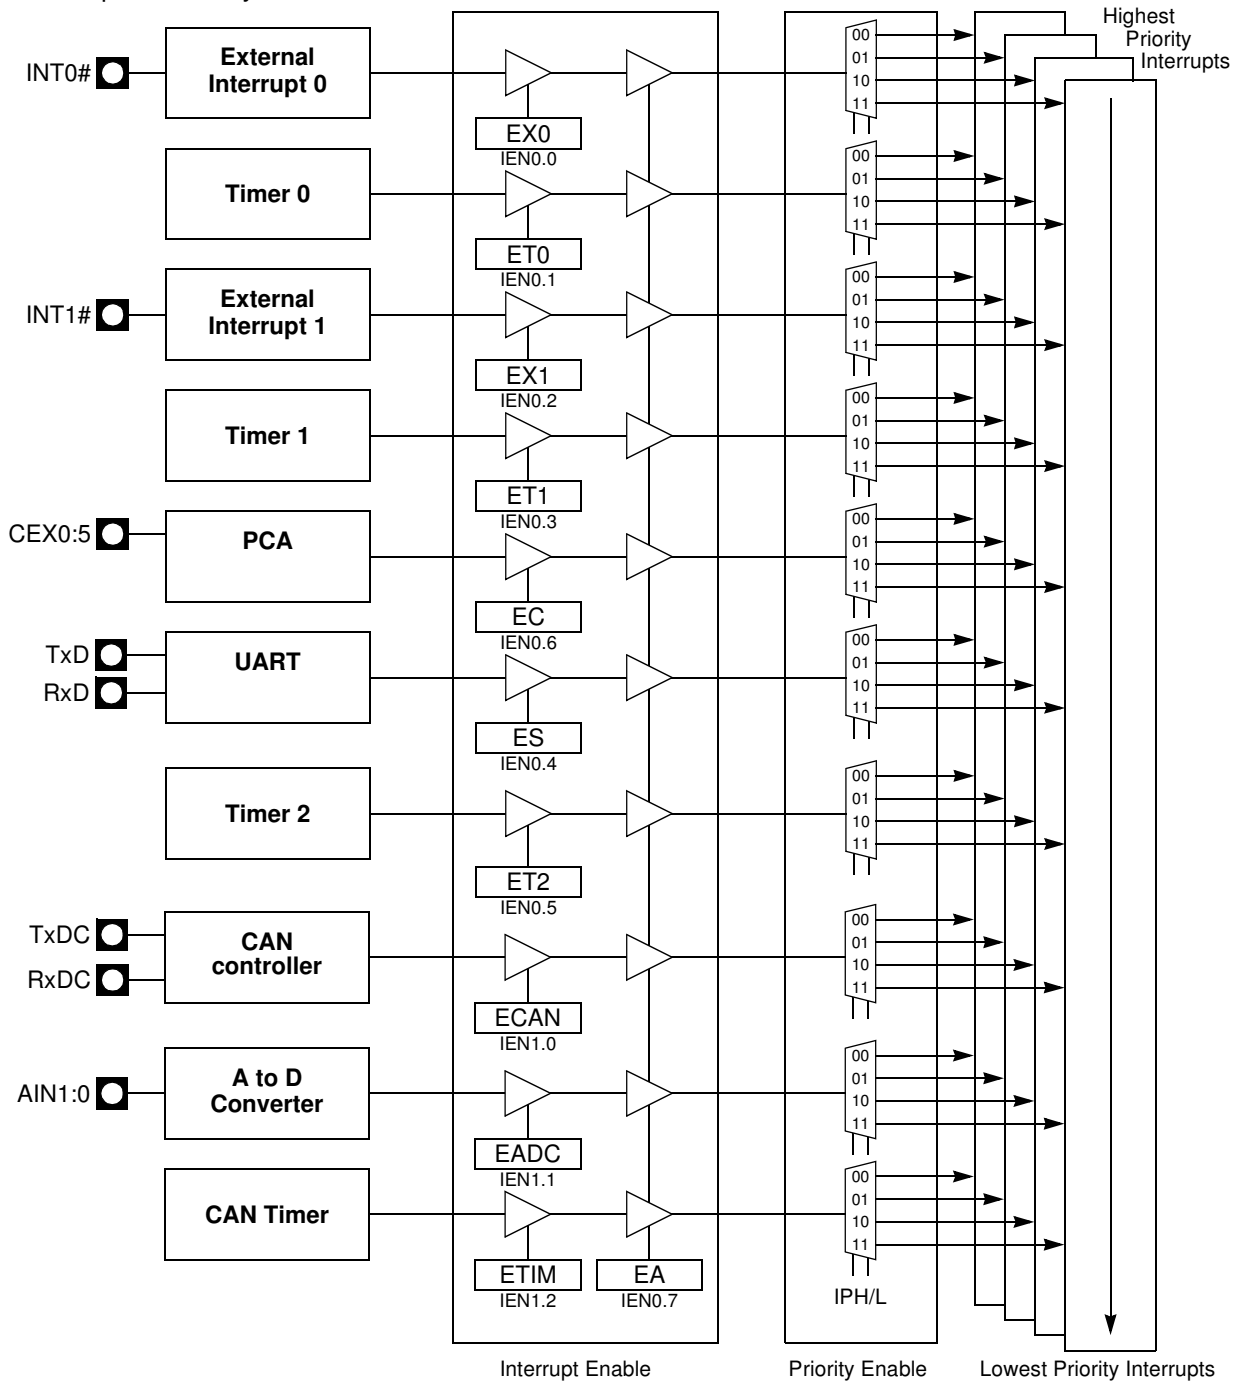 Highest
Priority
Interrupts
INT0#
External
Interrupt 0
EX0
IEN0.0
00
01
10
11
Timer 0
ET0
IEN0.1
00
01
10
11
INT1#
External
Interrupt 1
EX1
IEN0.2
00
01
10
11
Timer 1
ET1
IEN0.3
00
01
10
11
CEX0:5
PCA
EC
IEN0.6
00
01
10
11
TxD
RxD
UART
ES
IEN0.4
00
01
10
11
Timer 2
ET2
IEN0.5
00
01
10
11
TxDC
RxDC
CAN
controller
ECAN
IEN1.0
00
01
10
11
AIN1:0
A to D
Converter
EADC
IEN1.1
00
01
10
11
CAN Timer
ETIM
IEN1.2
EA
IEN0.7
00
01
10
11
IPH/L
Interrupt Enable
Priority Enable
Lowest Priority Interrupts